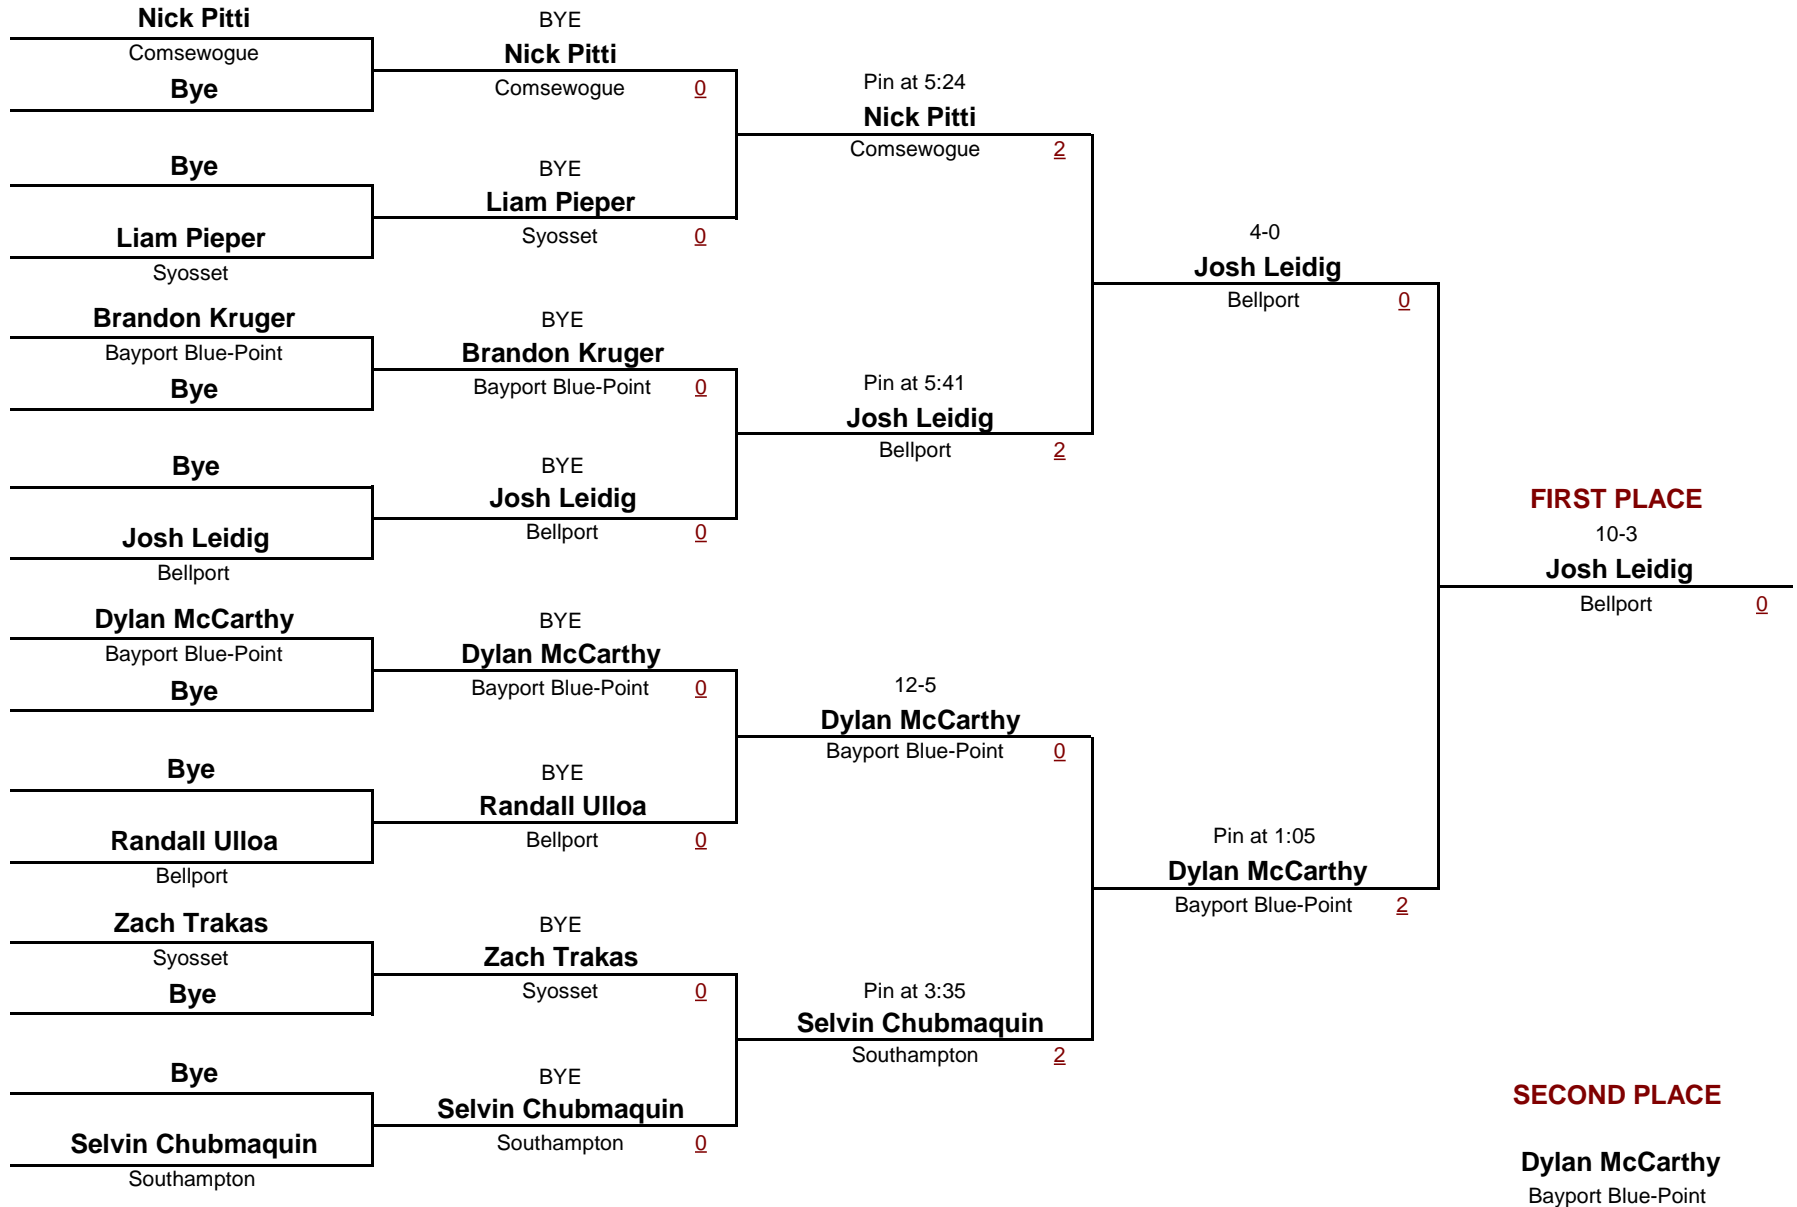 Nick Pitti
Comsewogue
Bye
Bye
Liam Pieper
Syosset
Brandon Kruger
Bayport Blue-Point
Bye
Bye
Josh Leidig
Bellport
Dylan McCarthy
Bayport Blue-Point
Bye
Bye
Randall Ulloa
Bellport
Zach Trakas
Syosset
Bye
Bye
Selvin Chubmaquin
Southampton
BYE
Nick Pitti
Comsewogue 0
BYE
Liam Pieper
Syosset 0
BYE
Brandon Kruger
Bayport Blue-Point 0
BYE
Josh Leidig
Bellport 0
BYE
Dylan McCarthy
Bayport Blue-Point 0
BYE
Randall Ulloa
Bellport 0
BYE
Zach Trakas
Syosset 0
BYE
Selvin Chubmaquin
Southampton 0
Pin at 5:24
Nick Pitti
Comsewogue 2
Pin at 5:41
Josh Leidig
Bellport 2
12-5
Dylan McCarthy
Bayport Blue-Point 0
Pin at 3:35
Selvin Chubmaquin
Southampton 2
4-0
Josh Leidig
Bellport 0
Pin at 1:05
Dylan McCarthy
Bayport Blue-Point 2
FIRST PLACE
10-3
Josh Leidig
Bellport 0
SECOND PLACE
Dylan McCarthy
Bayport Blue-Point